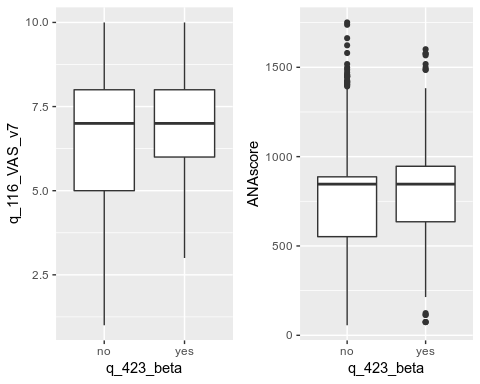 q_116_VAS_v7
10.0
7.5
5.0
2.5
no yes
q_423_beta
ANAscore
1500
1000
500
0
no yes
q_423_beta